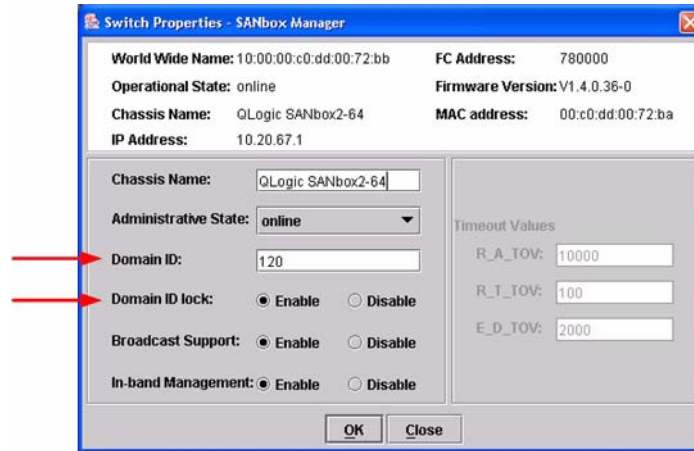 Switch Properties - SANbox Manager
World Wide Name: 10:00:00:c0:dd:00:72:bb FC Address: 780000
Operational State: online Firmware Version: V1.4.0.36-0
Chassis Name: QLogic SANbox2-64 MAC address: 00:c0:dd:00:72:ba
IP Address: 10.20.67.1
Chassis Name: QLogic SANbox2-64
Administrative State: online
Domain ID: 120
Domain ID lock: Enable Disable
Broadcast Support: Enable Disable
In-band Management: Enable Disable
Timeout Values
R_A_TOV: 10000
R_T_TOV: 100
E_D_TOV: 2000
OK Close